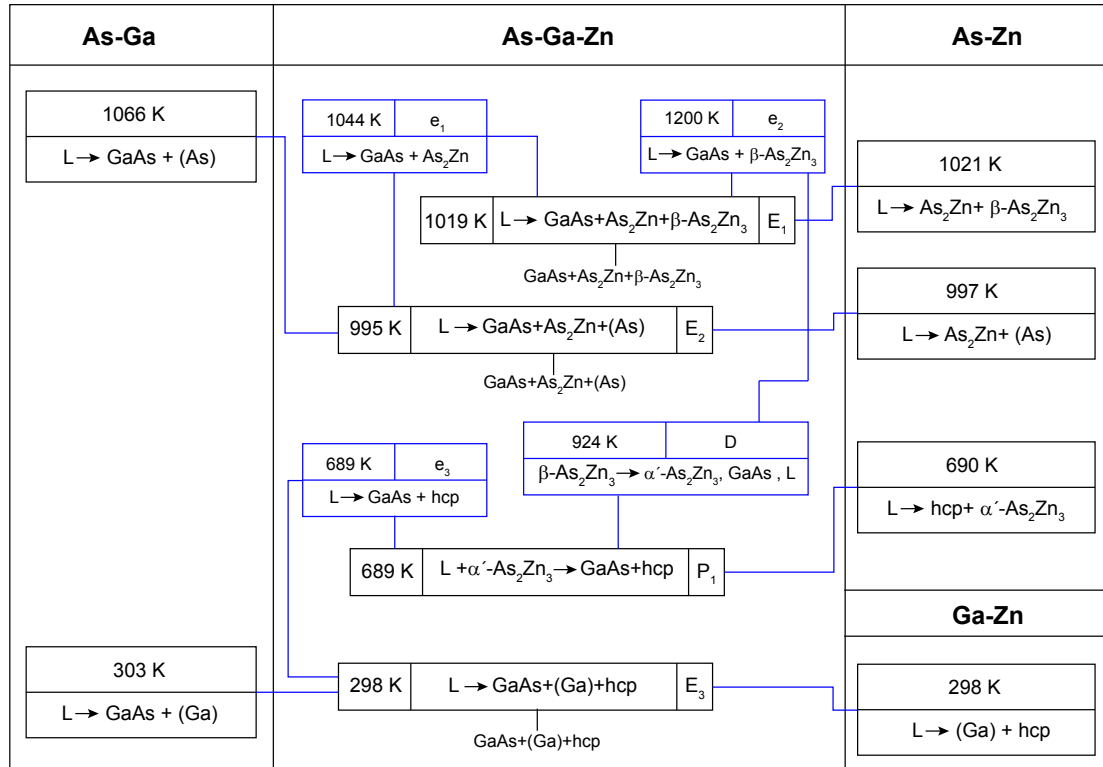 As-Ga
As-Ga-Zn
As-Zn
1066 K
L→ GaAs + (As)
1044 K e₁
L→ GaAs + As₂Zn
1200 K e₂
L→ GaAs + β-As₂Zn₃
1021 K
L→ As₂Zn+ β-As₂Zn₃
1019 K L→ GaAs+As₂Zn+β-As₂Zn₃ E₁
GaAs+As₂Zn+β-As₂Zn₃
997 K
L→ As₂Zn+ (As)
995 K L→GaAs+As₂Zn+(As) E₂
GaAs+As₂Zn+(As)
924 K D
β-As₂Zn₃→ α´-As₂Zn₃, GaAs , L
689 K e₃
L→ GaAs + hcp
690 K
L→ hcp+ α´-As₂Zn₃
689 K L +α´-As₂Zn₃→ GaAs+hcp P₁
Ga-Zn
303 K
L→ GaAs + (Ga)
298 K L→ GaAs+(Ga)+hcp E₃
GaAs+(Ga)+hcp
298 K
L→ (Ga) + hcp